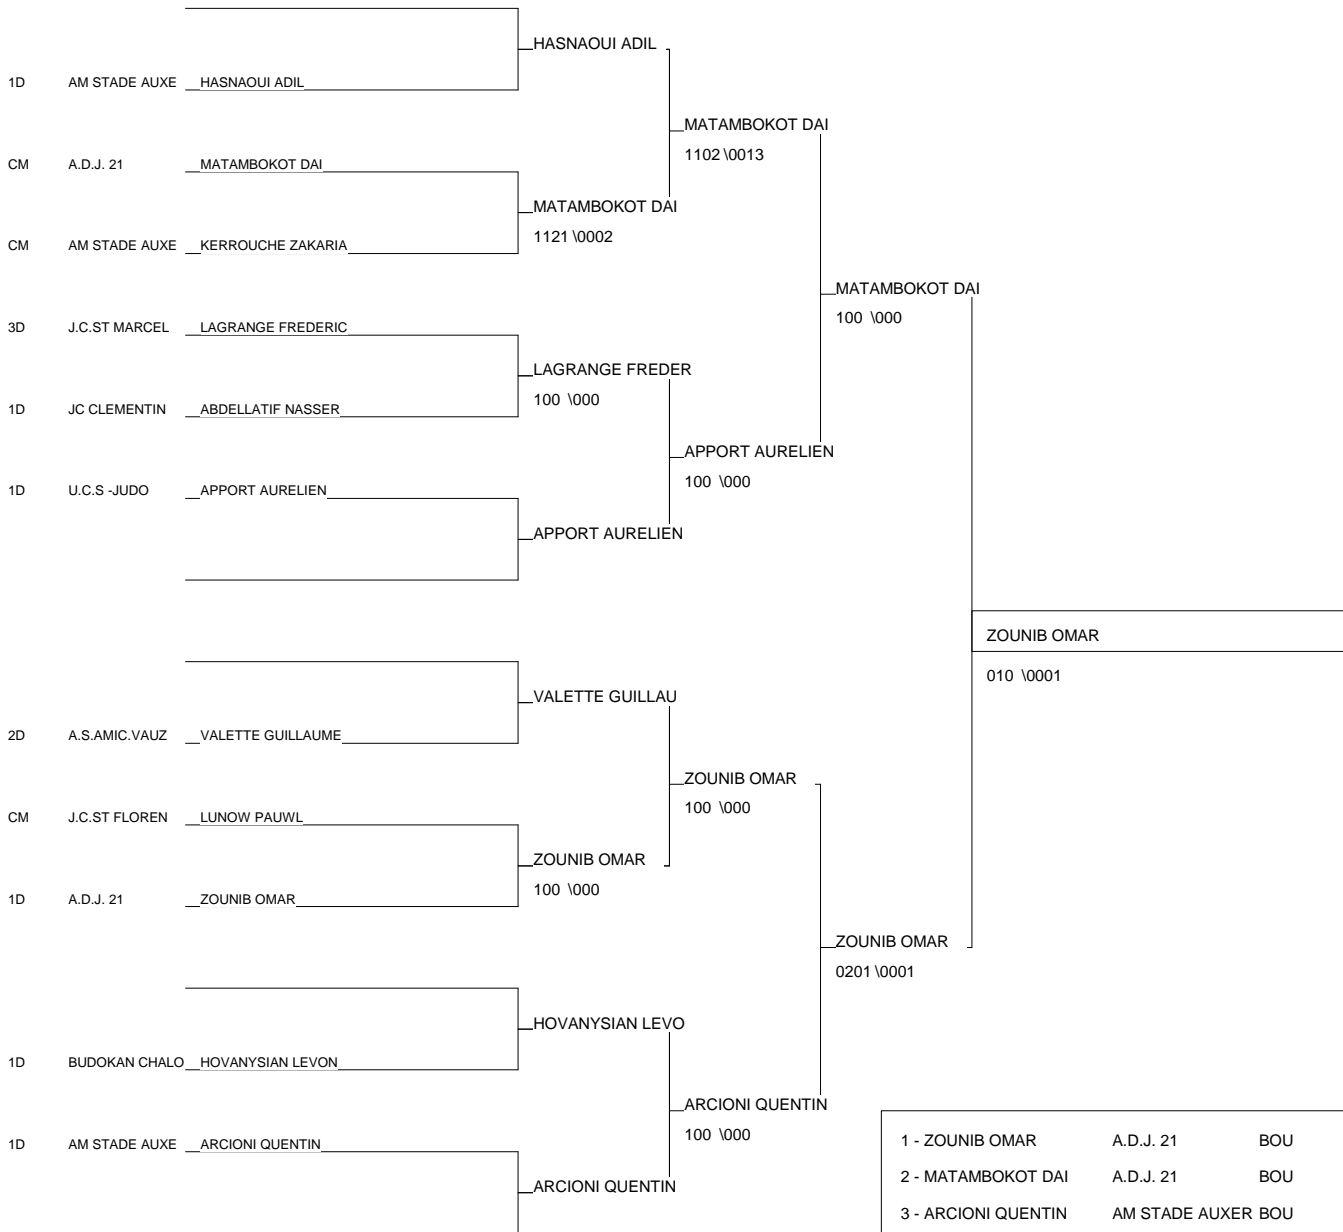 HASNAOUI ADIL
1D AM STADE AUXE HASNAOUI ADIL
MATAMBOKOT DAI
1102 \0013
CM A.D.J. 21 MATAMBOKOT DAI
MATAMBOKOT DAI
1121 \0002
CM AM STADE AUXE KERROUCHE ZAKARIA
MATAMBOKOT DAI
100 \000
3D J.C.ST MARCEL LAGRANGE FREDERIC
LAGRANGE FREDER
100 \000
1D JC CLEMENTIN ABDELLATIF NASSER
APPORT AURELIEN
100 \000
1D U.C.S -JUDO APPORT AURELIEN
APPORT AURELIEN
ZOUNIB OMAR
010 \0001
VALETTE GUILLAU
2D A.S.AMIC.VAUZ VALETTE GUILLAUME
ZOUNIB OMAR
100 \000
CM J.C.ST FLOREN LUNOW PAUWL
ZOUNIB OMAR
100 \000
1D A.D.J. 21 ZOUNIB OMAR
ZOUNIB OMAR
0201 \0001
HOVANYSIAN LEVO
1D BUDOKAN CHALO HOVANYSIAN LEVON
ARCIONI QUENTIN
100 \000
1D AM STADE AUXE ARCIONI QUENTIN
ARCIONI QUENTIN
1 - ZOUNIB OMAR A.D.J. 21 BOU
2 - MATAMBOKOT DAI A.D.J. 21 BOU
3 - ARCIONI QUENTIN AM STADE AUXER BOU